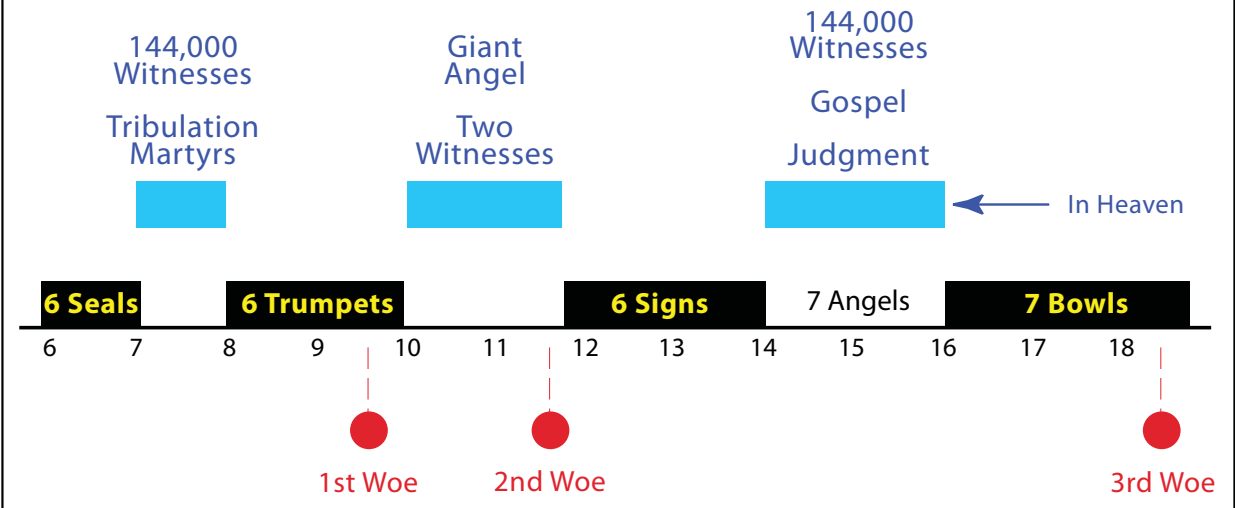 144,000
Witnesses
Tribulation
Martyrs
Giant
Angel
Two
Witnesses
144,000
Witnesses
Gospel
Judgment
In Heaven
6 Seals
6 Trumpets
6 Signs
7 Angels
7 Bowls
6 7 8 9 10 11 12 13 14 15 16 17 18
1st Woe
2nd Woe
3rd Woe